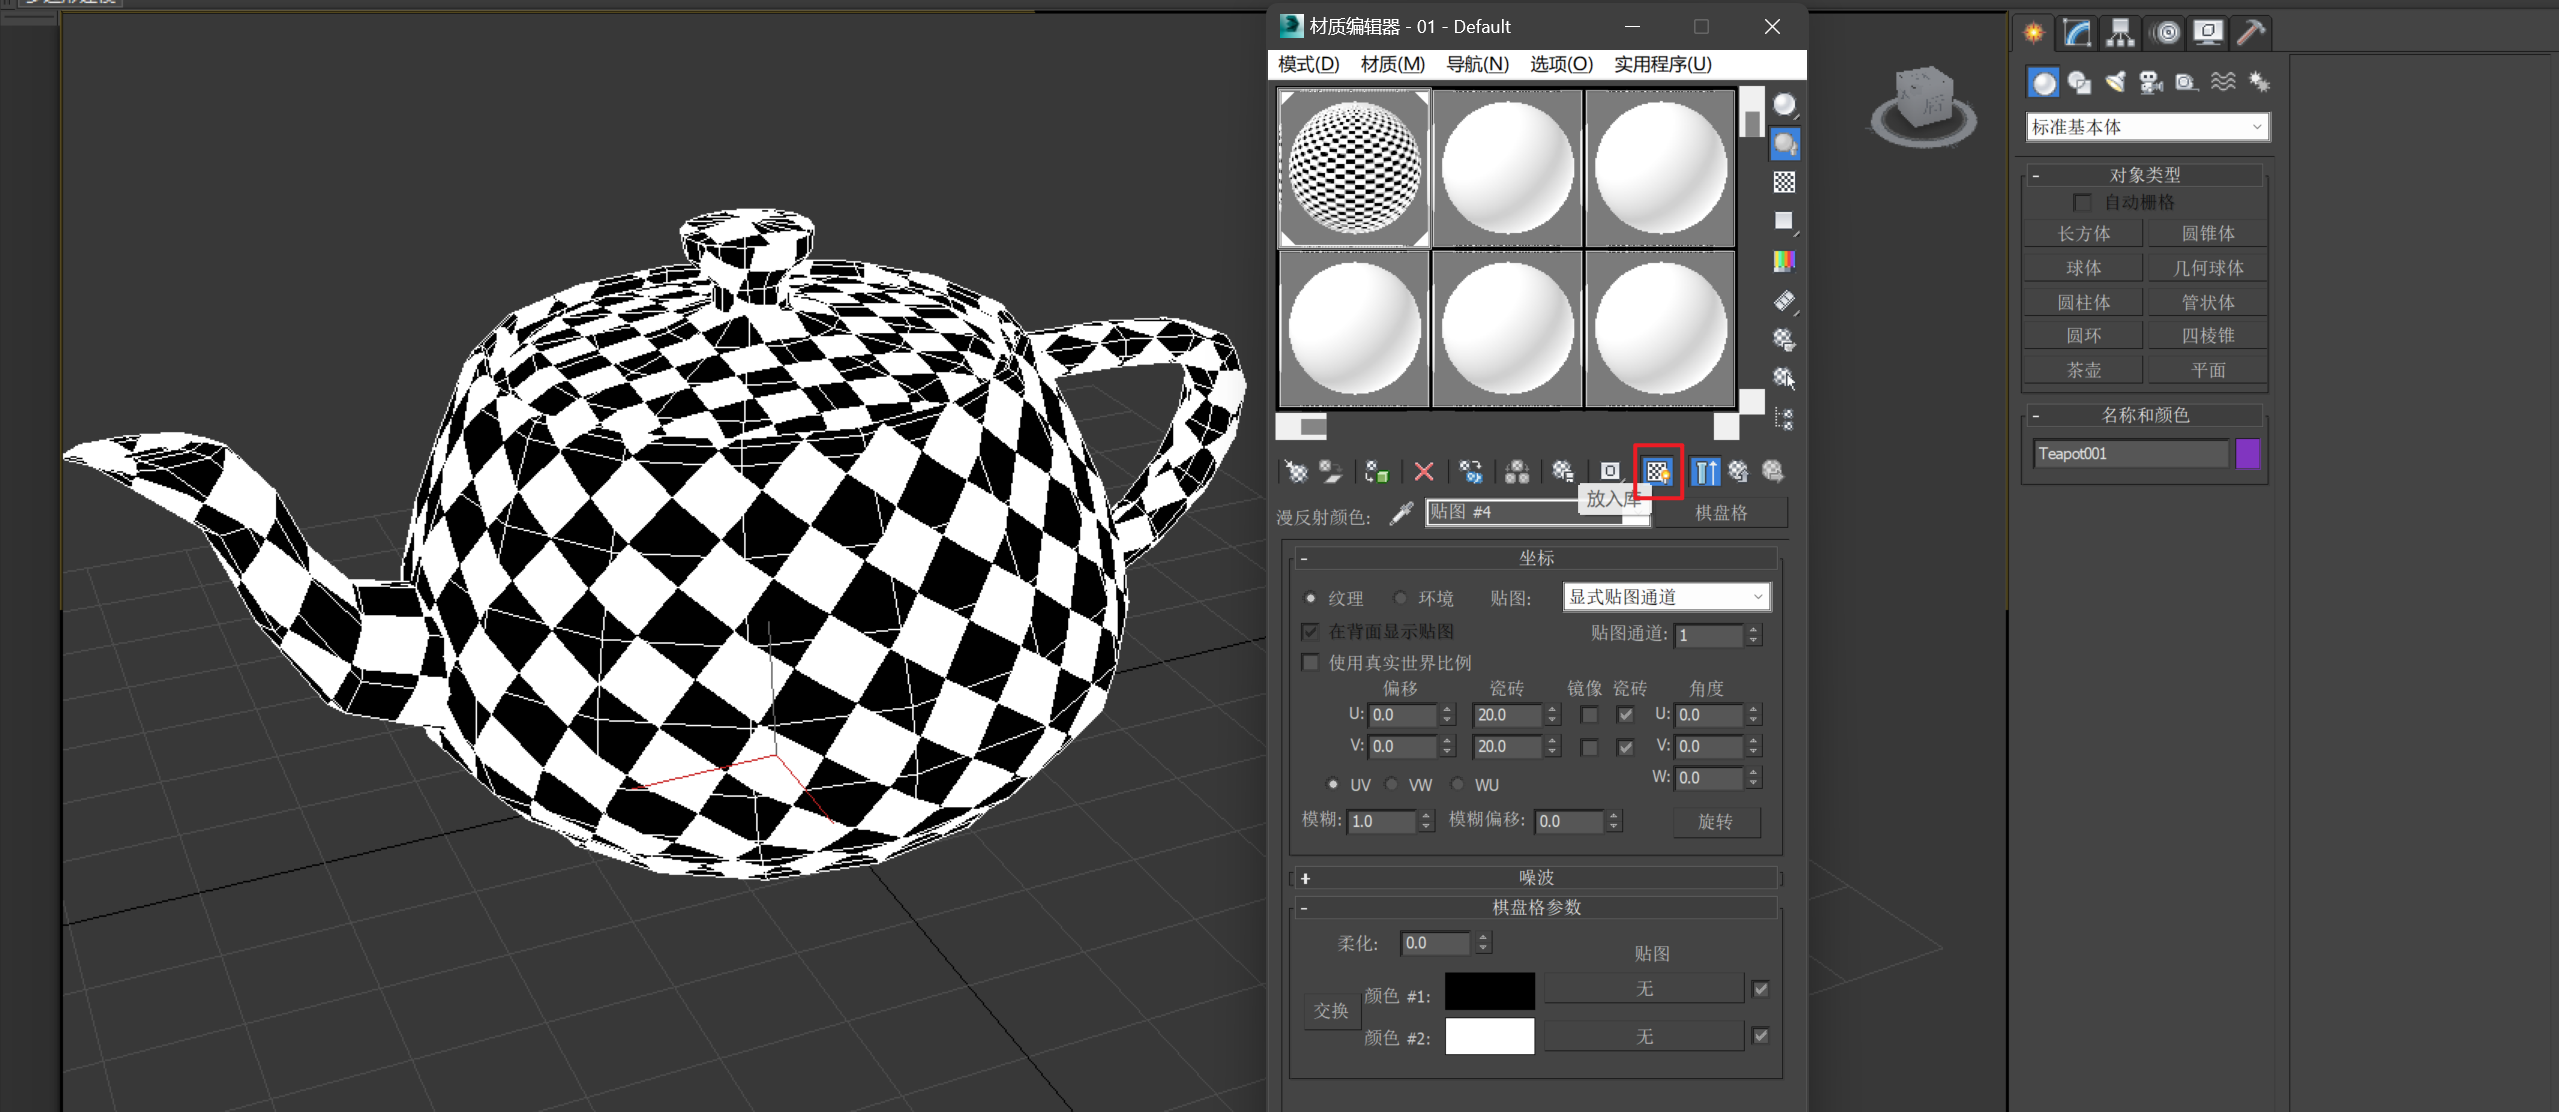 材质编辑器 - 01 - Default
模式(D) 材质(M) 导航(N) 选项(O) 实用程序(U)
后
标准基本体
对象类型
自动栅格
长方体 圆锥体
球体 几何球体
圆柱体 管状体
圆环 四棱锥
茶壶 平面
名称和颜色
Teapot001
放入库
漫反射颜色: 贴图 #4 棋盘格
坐标
纹理 环境 贴图: 显式贴图通道
在背面显示贴图 贴图通道: 1
使用真实世界比例
偏移 瓷砖 镜像 瓷砖 角度
U: 0.0 20.0 U: 0.0
V: 0.0 20.0 V: 0.0
W: 0.0
UV VW WU
模糊: 1.0 模糊偏移: 0.0 旋转
噪波
棋盘格参数
柔化: 0.0
贴图
交换
颜色 #1: 无
颜色 #2: 无